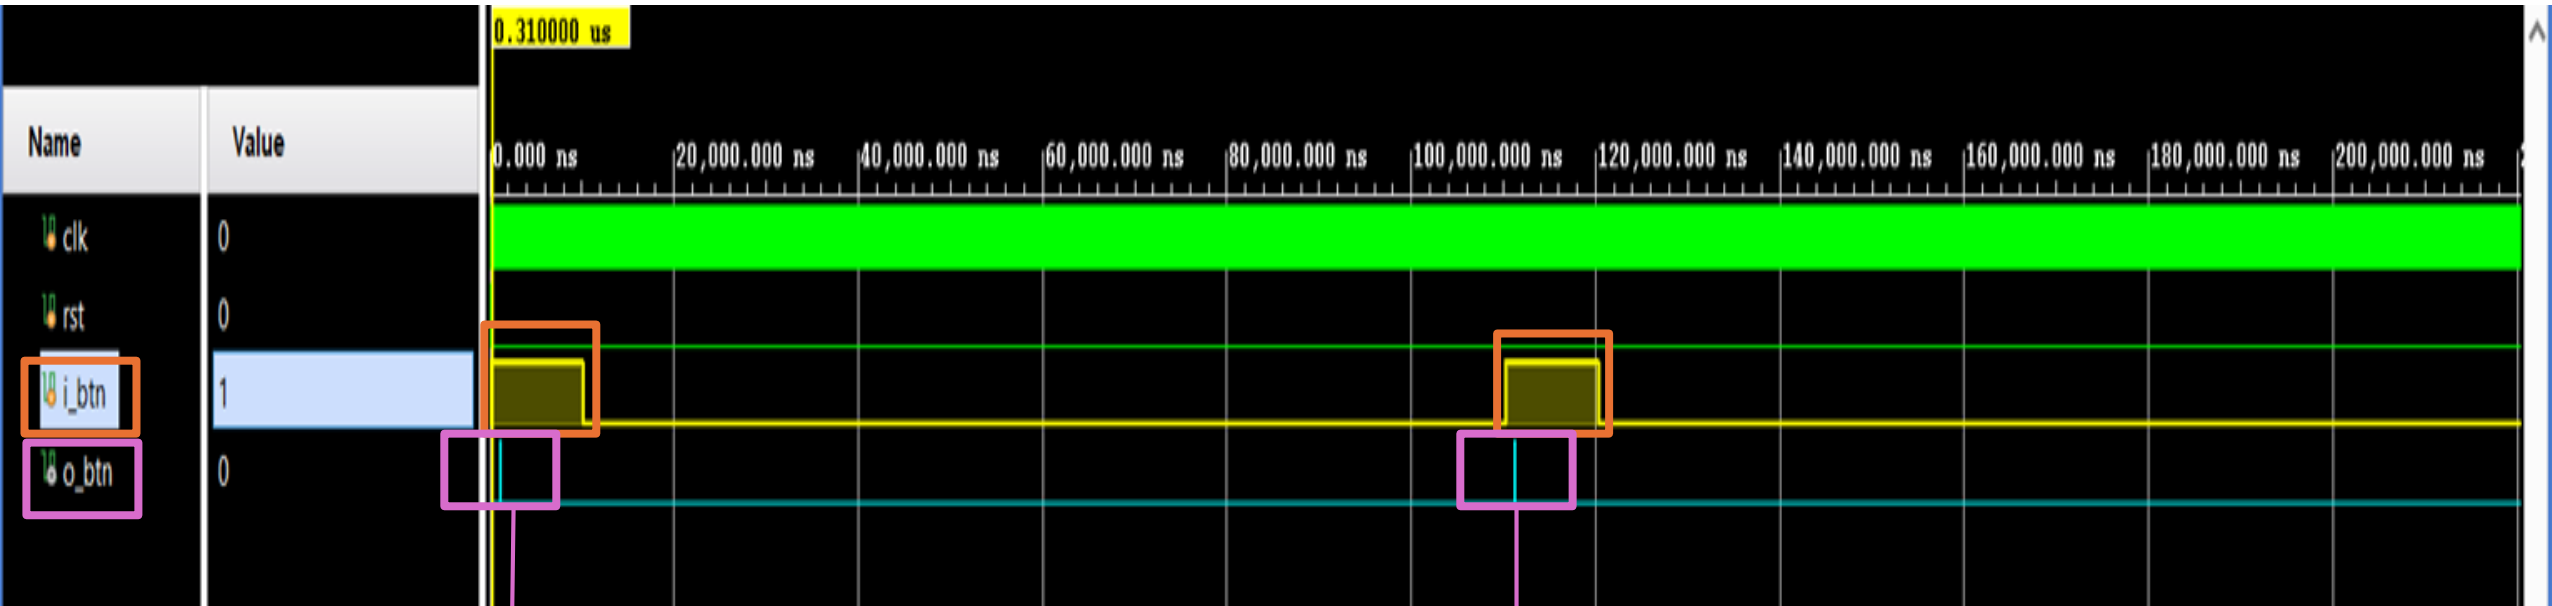 0.310000 us
Name
Value
0.000 ns
20,000.000 ns
40,000.000 ns
60,000.000 ns
80,000.000 ns
100,000.000 ns
120,000.000 ns
140,000.000 ns
160,000.000 ns
180,000.000 ns
200,000.000 ns
clk
0
rst
0
i_btn
1
o_btn
0